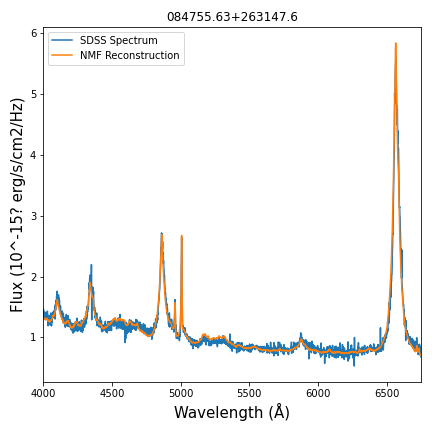 084755.63+263147.6
SDSS Spectrum
NMF Reconstruction
6
5
4
3
2
1
Flux (10^-15? erg/s/cm2/Hz)
4000 4500 5000 5500 6000 6500
Wavelength (Å)